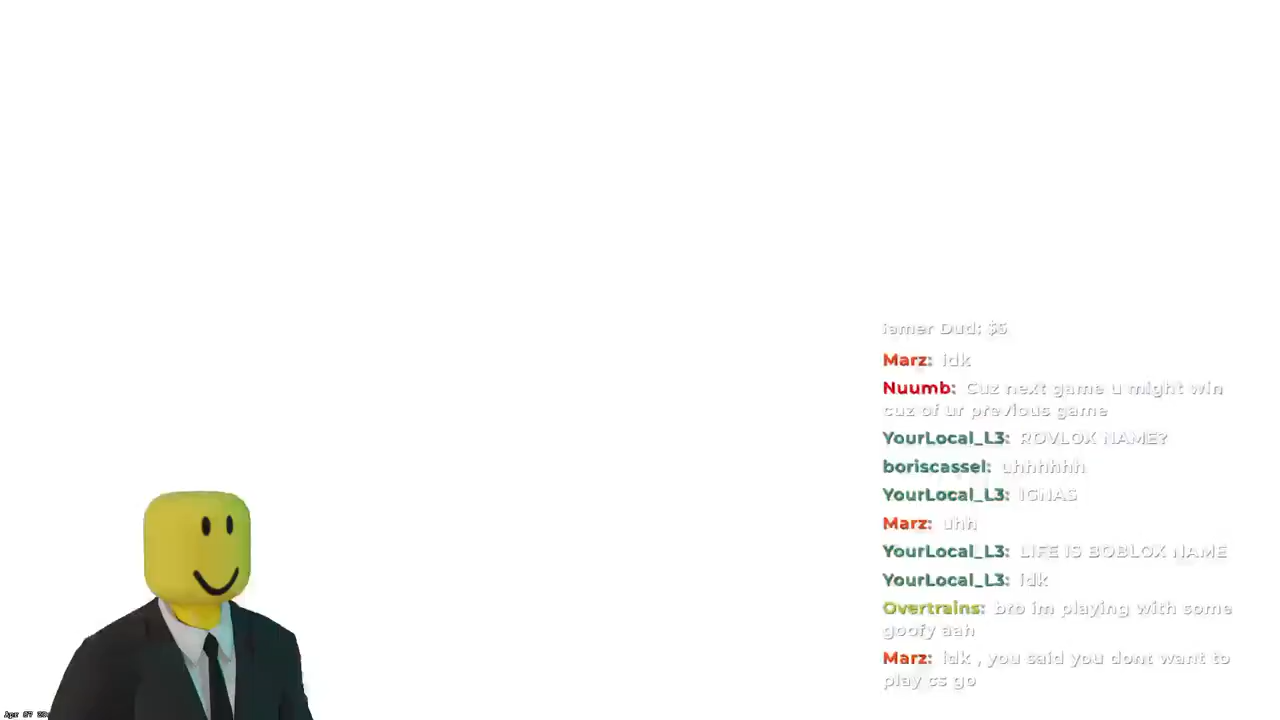 iamer Dud: $5
Marz: idk
Nuumb: Cuz next game u might win
cuz of ur previous game
YourLocal_L3: ROVLOX NAME?
boriscassel: uhhhhhh
YourLocal_L3: IGNAS
Marz: uhh
YourLocal_L3: LIFE IS BOBLOX NAME
YourLocal_L3: idk
Overtrains: bro im playing with some
goofy aah
Marz: idk , you said you dont want to
play cs go
Apr 07